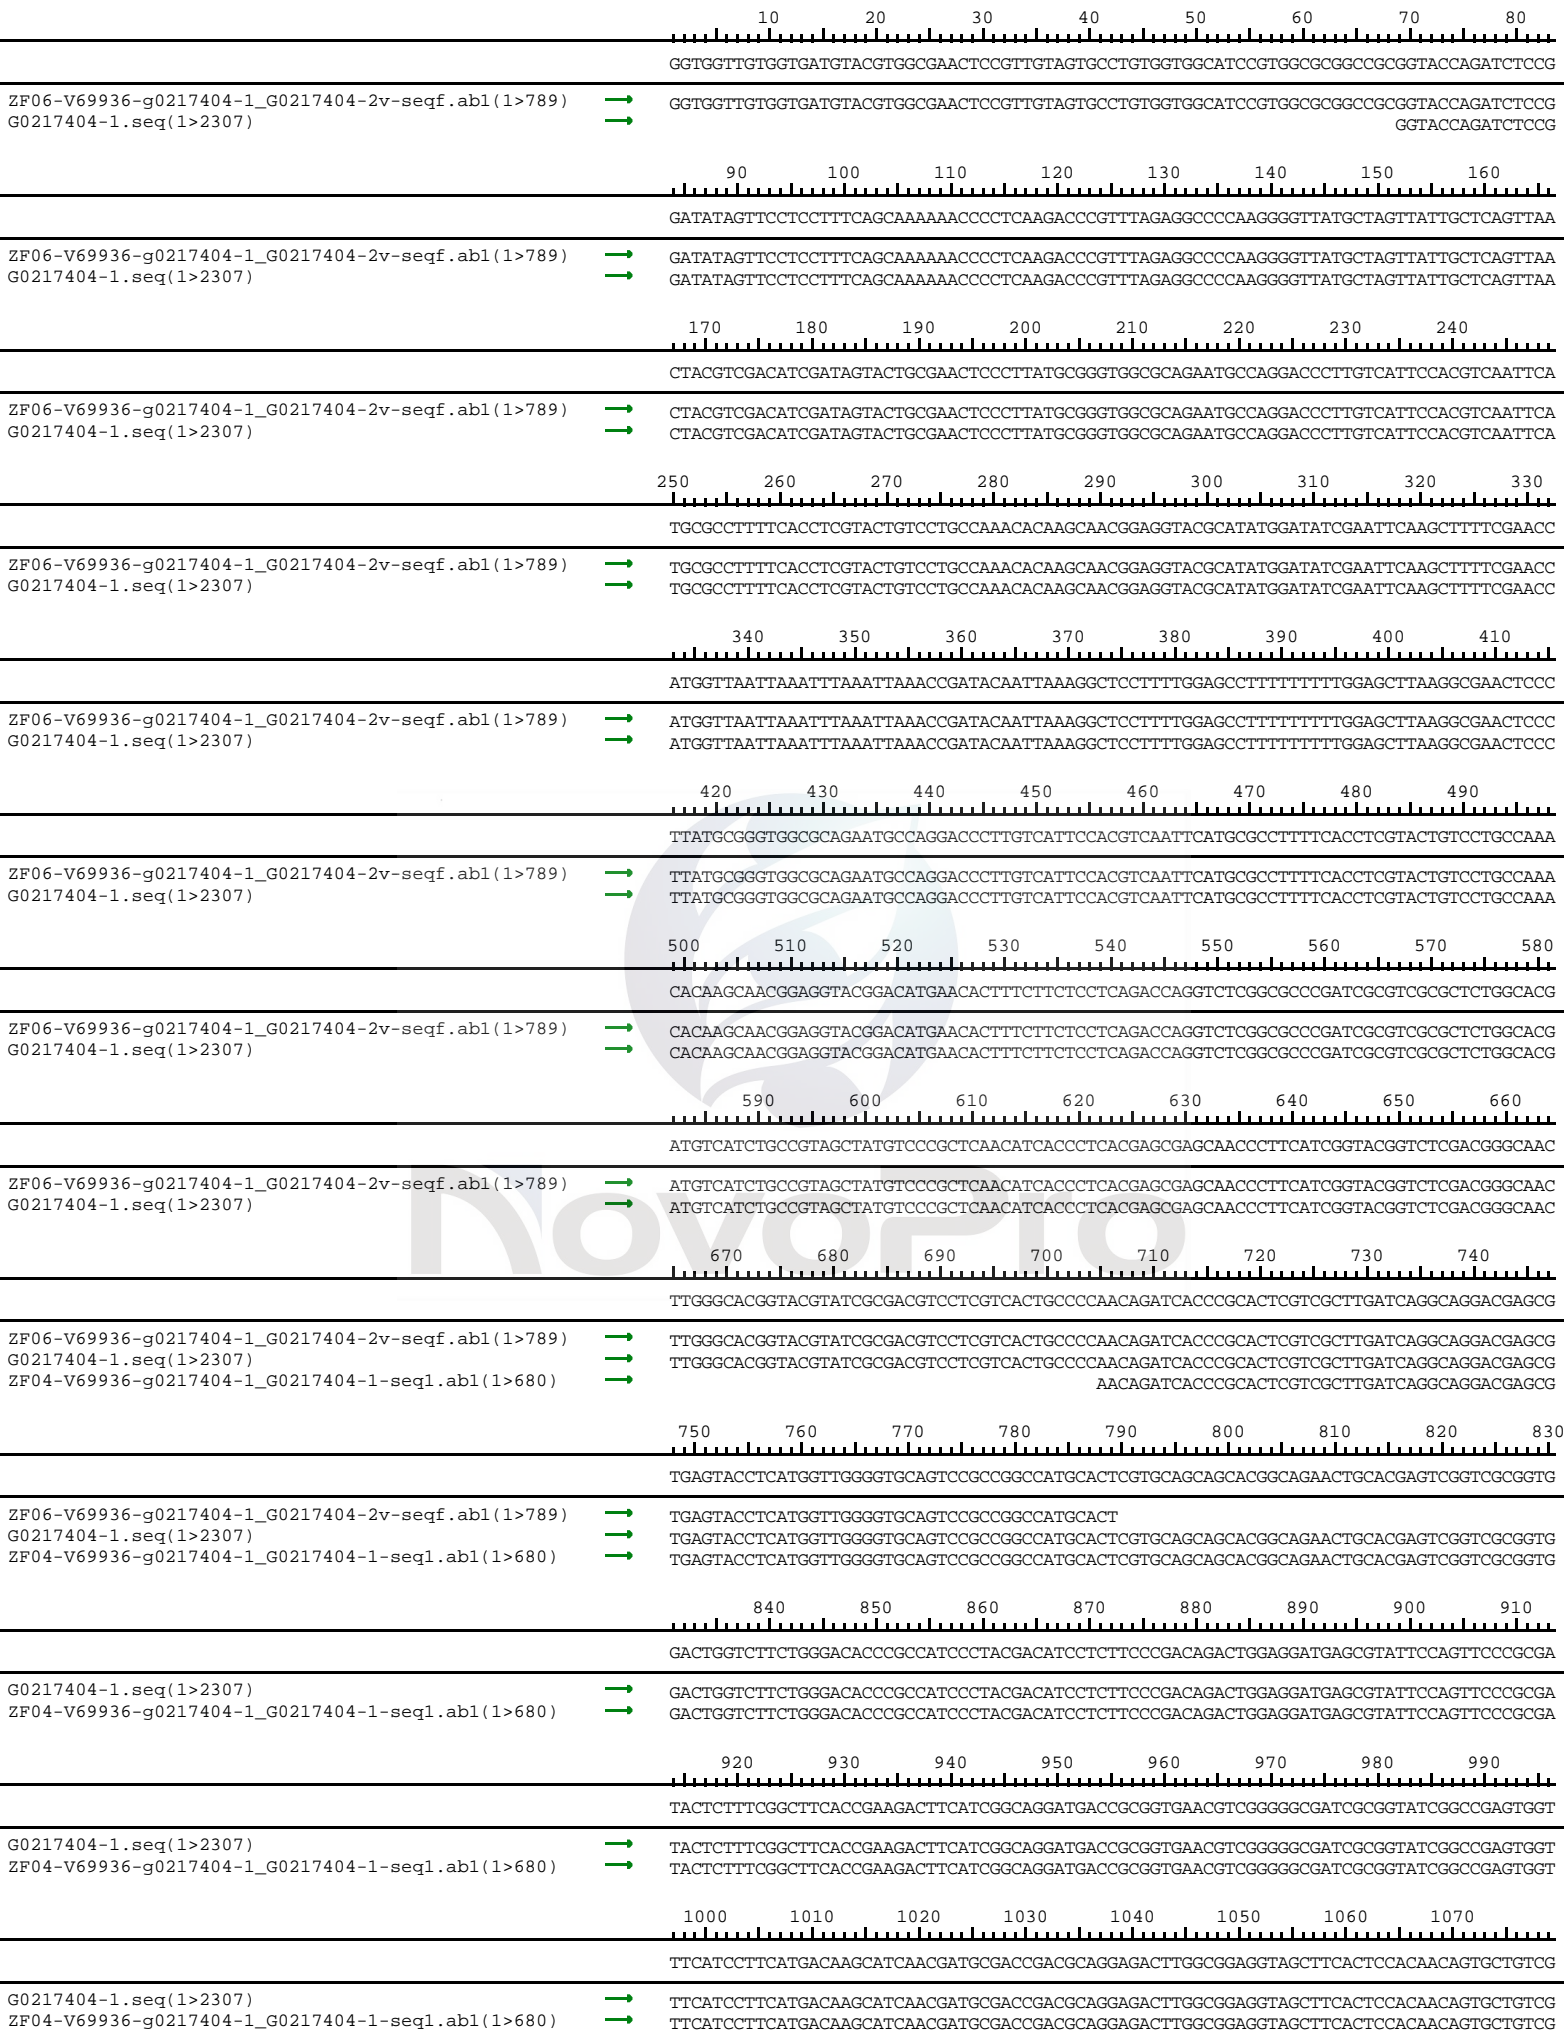 10 20 30 40 50 60 70 80
GGTGGTTGTGGTGATGTACGTGGCGAACTCCGTTGTAGTGCCTGTGGTGGCATCCGTGGCGCGGCCGCGGTACCAGATCTCCG
ZF06-V69936-g0217404-1_G0217404-2v-seqf.ab1(1>789) GGTGGTTGTGGTGATGTACGTGGCGAACTCCGTTGTAGTGCCTGTGGTGGCATCCGTGGCGCGGCCGCGGTACCAGATCTCCG
G0217404-1.seq(1>2307) GGTACCAGATCTCCG
90 100 110 120 130 140 150 160
GATATAGTTCCTCCTTTCAGCAAAAAACCCCTCAAGACCCGTTTAGAGGCCCCAAGGGGTTATGCTAGTTATTGCTCAGTTAA
ZF06-V69936-g0217404-1_G0217404-2v-seqf.ab1(1>789) GATATAGTTCCTCCTTTCAGCAAAAAACCCCTCAAGACCCGTTTAGAGGCCCCAAGGGGTTATGCTAGTTATTGCTCAGTTAA
G0217404-1.seq(1>2307) GATATAGTTCCTCCTTTCAGCAAAAAACCCCTCAAGACCCGTTTAGAGGCCCCAAGGGGTTATGCTAGTTATTGCTCAGTTAA
170 180 190 200 210 220 230 240
CTACGTCGACATCGATAGTACTGCGAACTCCCTTATGCGGGTGGCGCAGAATGCCAGGACCCTTGTCATTCCACGTCAATTCA
ZF06-V69936-g0217404-1_G0217404-2v-seqf.ab1(1>789) CTACGTCGACATCGATAGTACTGCGAACTCCCTTATGCGGGTGGCGCAGAATGCCAGGACCCTTGTCATTCCACGTCAATTCA
G0217404-1.seq(1>2307) CTACGTCGACATCGATAGTACTGCGAACTCCCTTATGCGGGTGGCGCAGAATGCCAGGACCCTTGTCATTCCACGTCAATTCA
250 260 270 280 290 300 310 320 330
TGCGCCTTTTCACCTCGTACTGTCCTGCCAAACACAAGCAACGGAGGTACGCATATGGATATCGAATTCAAGCTTTTCGAACC
ZF06-V69936-g0217404-1_G0217404-2v-seqf.ab1(1>789) TGCGCCTTTTCACCTCGTACTGTCCTGCCAAACACAAGCAACGGAGGTACGCATATGGATATCGAATTCAAGCTTTTCGAACC
G0217404-1.seq(1>2307) TGCGCCTTTTCACCTCGTACTGTCCTGCCAAACACAAGCAACGGAGGTACGCATATGGATATCGAATTCAAGCTTTTCGAACC
340 350 360 370 380 390 400 410
ATGGTTAATTAAATTTAAATTAAACCGATACAATTAAAGGCTCCTTTTGGAGCCTTTTTTTTTGGAGCTTAAGGCGAACTCCC
ZF06-V69936-g0217404-1_G0217404-2v-seqf.ab1(1>789) ATGGTTAATTAAATTTAAATTAAACCGATACAATTAAAGGCTCCTTTTGGAGCCTTTTTTTTTGGAGCTTAAGGCGAACTCCC
G0217404-1.seq(1>2307) ATGGTTAATTAAATTTAAATTAAACCGATACAATTAAAGGCTCCTTTTGGAGCCTTTTTTTTTGGAGCTTAAGGCGAACTCCC
420 430 440 450 460 470 480 490
TTATGCGGGTGGCGCAGAATGCCAGGACCCTTGTCATTCCACGTCAATTCATGCGCCTTTTCACCTCGTACTGTCCTGCCAAA
ZF06-V69936-g0217404-1_G0217404-2v-seqf.ab1(1>789) TTATGCGGGTGGCGCAGAATGCCAGGACCCTTGTCATTCCACGTCAATTCATGCGCCTTTTCACCTCGTACTGTCCTGCCAAA
G0217404-1.seq(1>2307) TTATGCGGGTGGCGCAGAATGCCAGGACCCTTGTCATTCCACGTCAATTCATGCGCCTTTTCACCTCGTACTGTCCTGCCAAA
500 510 520 530 540 550 560 570 580
CACAAGCAACGGAGGTACGGACATGAACACTTTCTTCTCCTCAGACCAGGTCTCGGCGCCCGATCGCGTCGCGCTCTGGCACG
ZF06-V69936-g0217404-1_G0217404-2v-seqf.ab1(1>789) CACAAGCAACGGAGGTACGGACATGAACACTTTCTTCTCCTCAGACCAGGTCTCGGCGCCCGATCGCGTCGCGCTCTGGCACG
G0217404-1.seq(1>2307) CACAAGCAACGGAGGTACGGACATGAACACTTTCTTCTCCTCAGACCAGGTCTCGGCGCCCGATCGCGTCGCGCTCTGGCACG
590 600 610 620 630 640 650 660
ATGTCATCTGCCGTAGCTATGTCCCGCTCAACATCACCCTCACGAGCGAGCAACCCTTCATCGGTACGGTCTCGACGGGCAAC
ZF06-V69936-g0217404-1_G0217404-2v-seqf.ab1(1>789) ATGTCATCTGCCGTAGCTATGTCCCGCTCAACATCACCCTCACGAGCGAGCAACCCTTCATCGGTACGGTCTCGACGGGCAAC
G0217404-1.seq(1>2307) ATGTCATCTGCCGTAGCTATGTCCCGCTCAACATCACCCTCACGAGCGAGCAACCCTTCATCGGTACGGTCTCGACGGGCAAC
NovoPro
670 680 690 700 710 720 730 740
TTGGGCACGGTACGTATCGCGACGTCCTCGTCACTGCCCCAACAGATCACCCGCACTCGTCGCTTGATCAGGCAGGACGAGCG
ZF06-V69936-g0217404-1_G0217404-2v-seqf.ab1(1>789) TTGGGCACGGTACGTATCGCGACGTCCTCGTCACTGCCCCAACAGATCACCCGCACTCGTCGCTTGATCAGGCAGGACGAGCG
G0217404-1.seq(1>2307) TTGGGCACGGTACGTATCGCGACGTCCTCGTCACTGCCCCAACAGATCACCCGCACTCGTCGCTTGATCAGGCAGGACGAGCG
ZF04-V69936-g0217404-1_G0217404-1-seq1.ab1(1>680) AACAGATCACCCGCACTCGTCGCTTGATCAGGCAGGACGAGCG
750 760 770 780 790 800 810 820 830
TGAGTACCTCATGGTTGGGGTGCAGTCCGCCGGCCATGCACTCGTGCAGCAGCACGGCAGAACTGCACGAGTCGGTCGCGGTG
ZF06-V69936-g0217404-1_G0217404-2v-seqf.ab1(1>789) TGAGTACCTCATGGTTGGGGTGCAGTCCGCCGGCCATGCACT
G0217404-1.seq(1>2307) TGAGTACCTCATGGTTGGGGTGCAGTCCGCCGGCCATGCACTCGTGCAGCAGCACGGCAGAACTGCACGAGTCGGTCGCGGTG
ZF04-V69936-g0217404-1_G0217404-1-seq1.ab1(1>680) TGAGTACCTCATGGTTGGGGTGCAGTCCGCCGGCCATGCACTCGTGCAGCAGCACGGCAGAACTGCACGAGTCGGTCGCGGTG
840 850 860 870 880 890 900 910
GACTGGTCTTCTGGGACACCCGCCATCCCTACGACATCCTCTTCCCGACAGACTGGAGGATGAGCGTATTCCAGTTCCCGCGA
G0217404-1.seq(1>2307) GACTGGTCTTCTGGGACACCCGCCATCCCTACGACATCCTCTTCCCGACAGACTGGAGGATGAGCGTATTCCAGTTCCCGCGA
ZF04-V69936-g0217404-1_G0217404-1-seq1.ab1(1>680) GACTGGTCTTCTGGGACACCCGCCATCCCTACGACATCCTCTTCCCGACAGACTGGAGGATGAGCGTATTCCAGTTCCCGCGA
920 930 940 950 960 970 980 990
TACTCTTTCGGCTTCACCGAAGACTTCATCGGCAGGATGACCGCGGTGAACGTCGGGGGCGATCGCGGTATCGGCCGAGTGGT
G0217404-1.seq(1>2307) TACTCTTTCGGCTTCACCGAAGACTTCATCGGCAGGATGACCGCGGTGAACGTCGGGGGCGATCGCGGTATCGGCCGAGTGGT
ZF04-V69936-g0217404-1_G0217404-1-seq1.ab1(1>680) TACTCTTTCGGCTTCACCGAAGACTTCATCGGCAGGATGACCGCGGTGAACGTCGGGGGCGATCGCGGTATCGGCCGAGTGGT
1000 1010 1020 1030 1040 1050 1060 1070
TTCATCCTTCATGACAAGCATCAACGATGCGACCGACGCAGGAGACTTGGCGGAGGTAGCTTCACTCCACAACAGTGCTGTCG
G0217404-1.seq(1>2307) TTCATCCTTCATGACAAGCATCAACGATGCGACCGACGCAGGAGACTTGGCGGAGGTAGCTTCACTCCACAACAGTGCTGTCG
ZF04-V69936-g0217404-1_G0217404-1-seq1.ab1(1>680) TTCATCCTTCATGACAAGCATCAACGATGCGACCGACGCAGGAGACTTGGCGGAGGTAGCTTCACTCCACAACAGTGCTGTCG